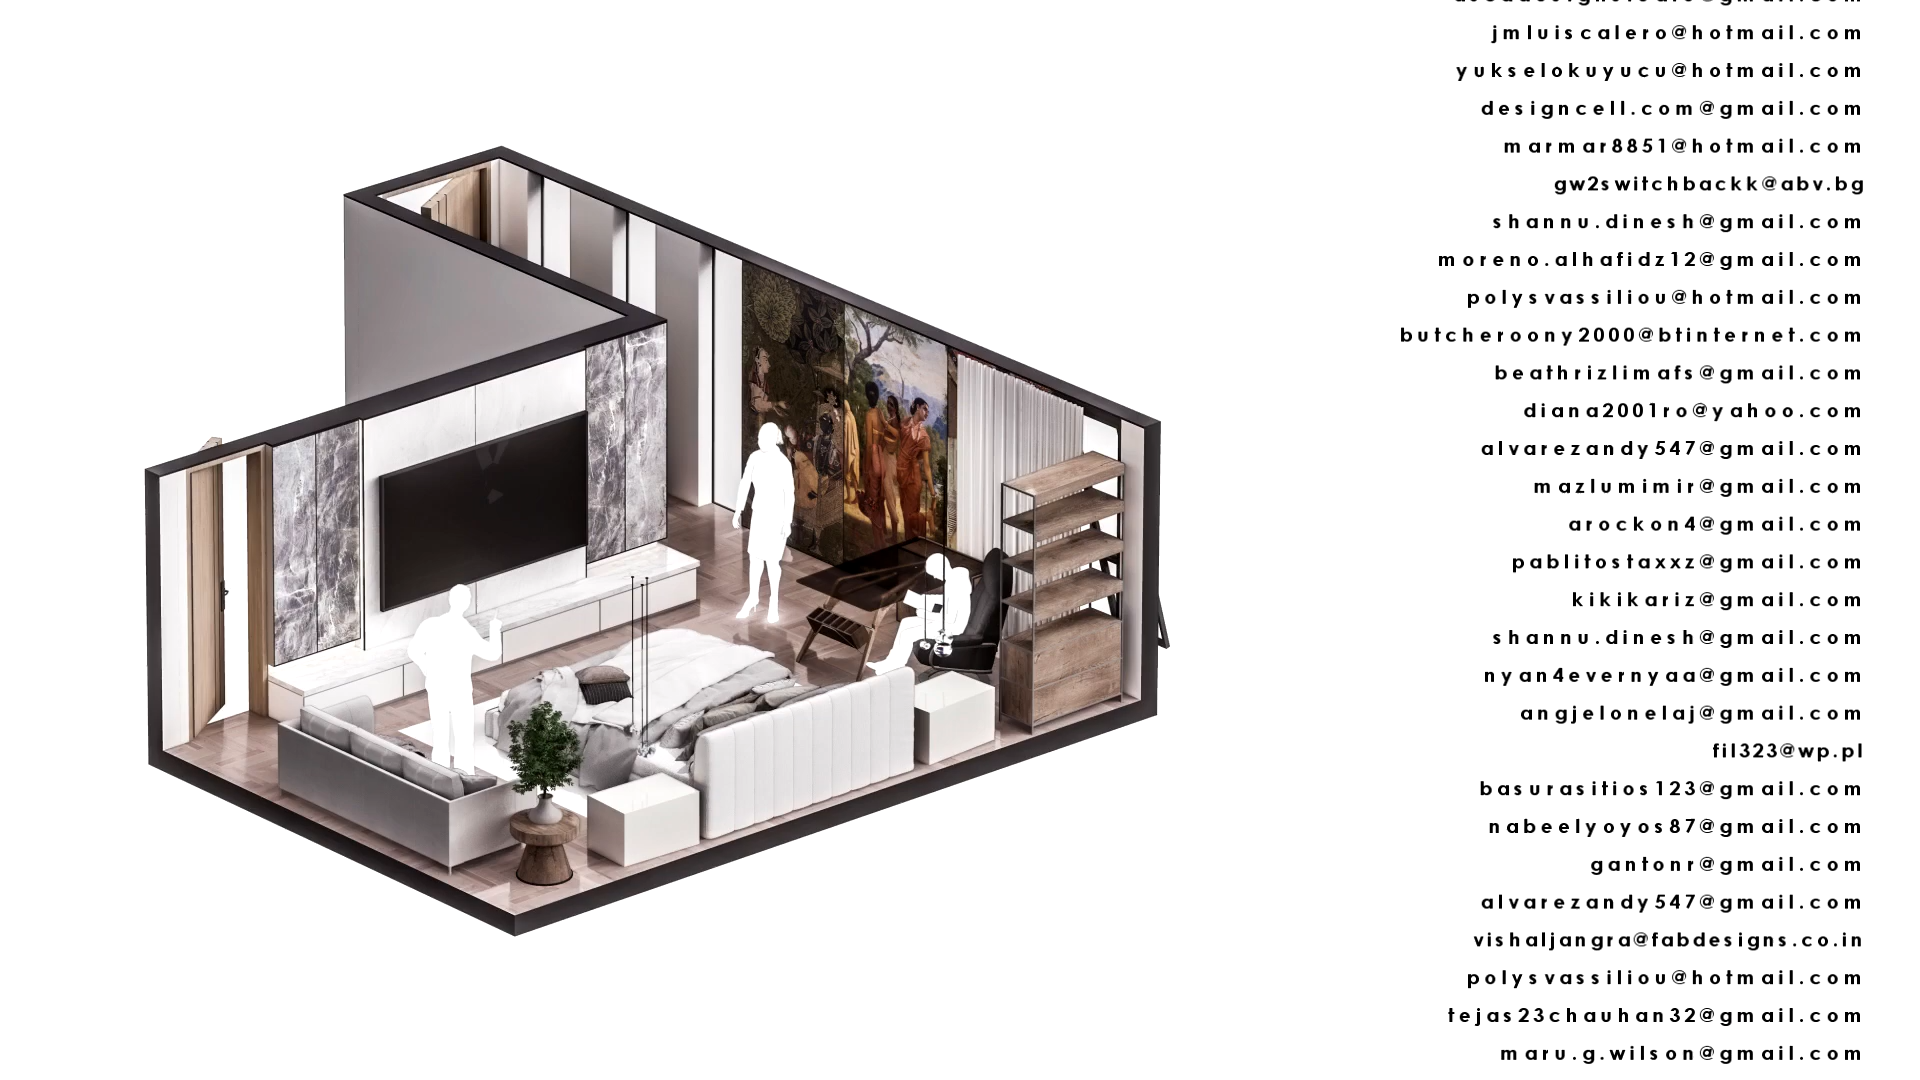 jmluiscalero@hotmail.com
yukselokuyucu@hotmail.com
designcell.com@gmail.com
marmar8851@hotmail.com
gw2switchbackk@abv.bg
shannu.dinesh@gmail.com
moreno.alhafidz12@gmail.com
polysvassiliou@hotmail.com
butcheroony2000@btinternet.com
beathrizlimafs@gmail.com
diana2001ro@yahoo.com
alvarezandy547@gmail.com
mazlumimir@gmail.com
arockon4@gmail.com
pablitostaxxz@gmail.com
kikikariz@gmail.com
shannu.dinesh@gmail.com
nyan4evernyaa@gmail.com
angjelonelaj@gmail.com
fil323@wp.pl
basurasitios123@gmail.com
nabeelyoyos87@gmail.com
gantonr@gmail.com
alvarezandy547@gmail.com
vishaljangra@fabdesigns.co.in
polysvassiliou@hotmail.com
tejas23chauhan32@gmail.com
maru.g.wilson@gmail.com